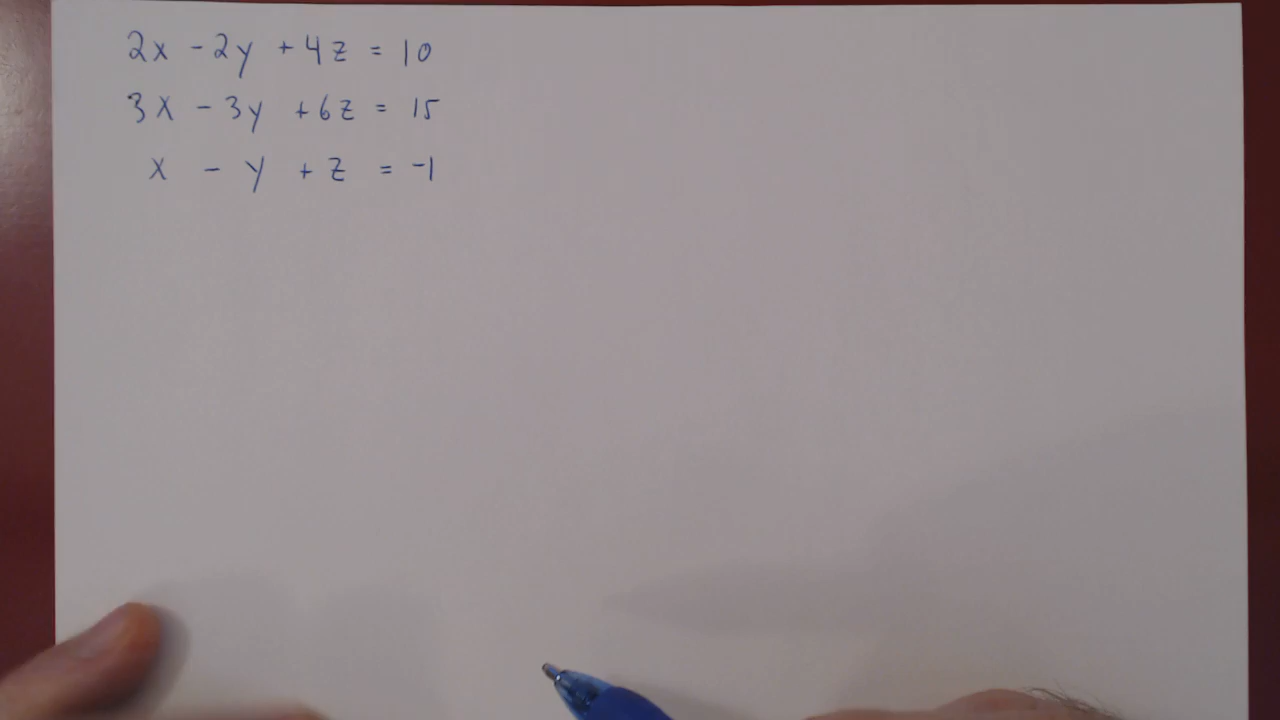 2x - 2y + 4z = 10
3x - 3y + 6z = 15
x - y + z = -1